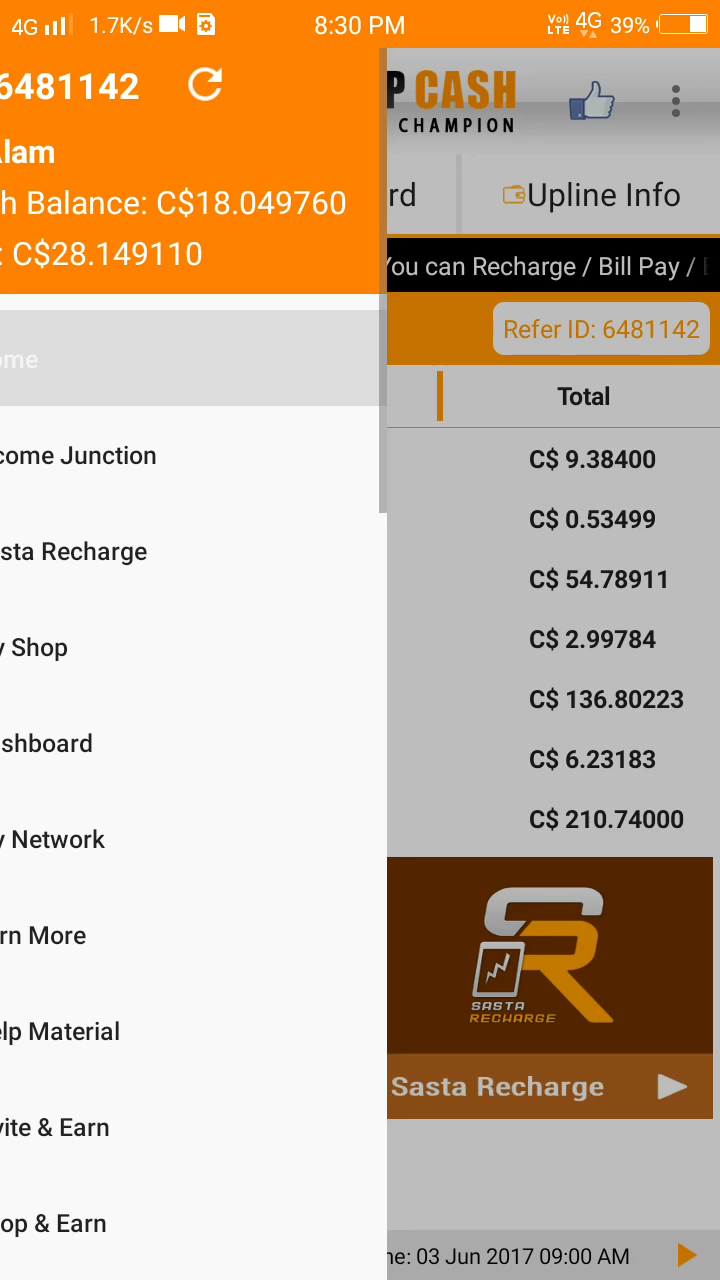 4G 1.7K/s 8:30 PM Vo)) LTE 4G 39%
6481142
Alam
h Balance: C$18.049760
: C$28.149110
ome
come Junction
sta Recharge
y Shop
shboard
y Network
rn More
elp Material
vite & Earn
op & Earn
P CASH
CHAMPION
rd
Upline Info
You can Recharge / Bill Pay /
Refer ID: 6481142
Total
C$ 9.38400
C$ 0.53499
C$ 54.78911
C$ 2.99784
C$ 136.80223
C$ 6.23183
C$ 210.74000
SR
SASTA
RECHARGE
Sasta Recharge
ne: 03 Jun 2017 09:00 AM